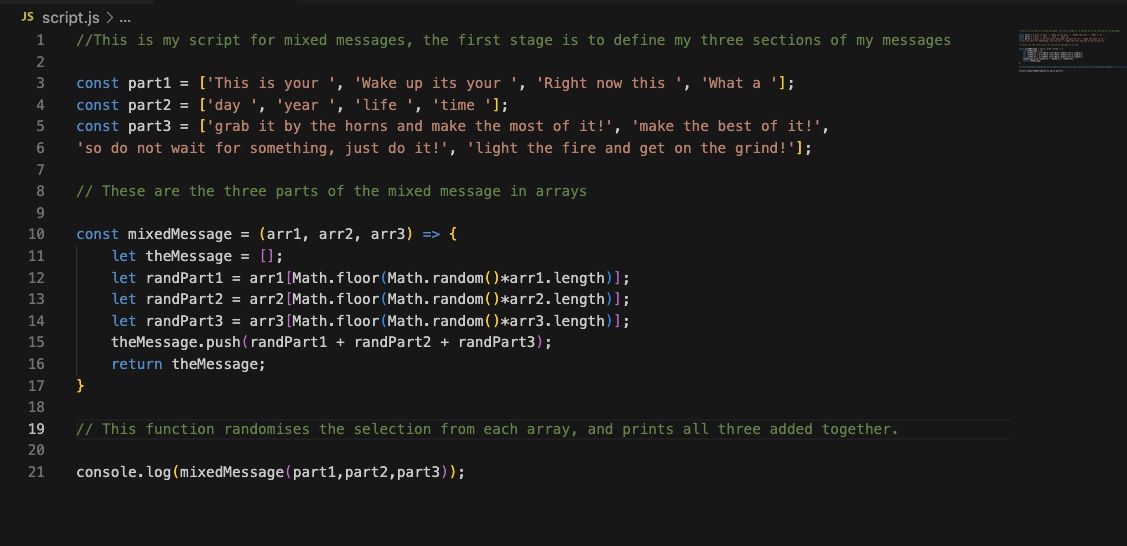 JS script.js > ...
1 //This is my script for mixed messages, the first stage is to define my three sections of my messages
2
3 const part1 = ['This is your ', 'Wake up its your ', 'Right now this ', 'What a '];
4 const part2 = ['day ', 'year ', 'life ', 'time '];
5 const part3 = ['grab it by the horns and make the most of it!', 'make the best of it!',
6 'so do not wait for something, just do it!', 'light the fire and get on the grind!'];
7
8 // These are the three parts of the mixed message in arrays
9
10 const mixedMessage = (arr1, arr2, arr3) => {
11 let theMessage = [];
12 let randPart1 = arr1[Math.floor(Math.random()*arr1.length)];
13 let randPart2 = arr2[Math.floor(Math.random()*arr2.length)];
14 let randPart3 = arr3[Math.floor(Math.random()*arr3.length)];
15 theMessage.push(randPart1 + randPart2 + randPart3);
16 return theMessage;
17 }
18
19 // This function randomises the selection from each array, and prints all three added together.
20
21 console.log(mixedMessage(part1,part2,part3));